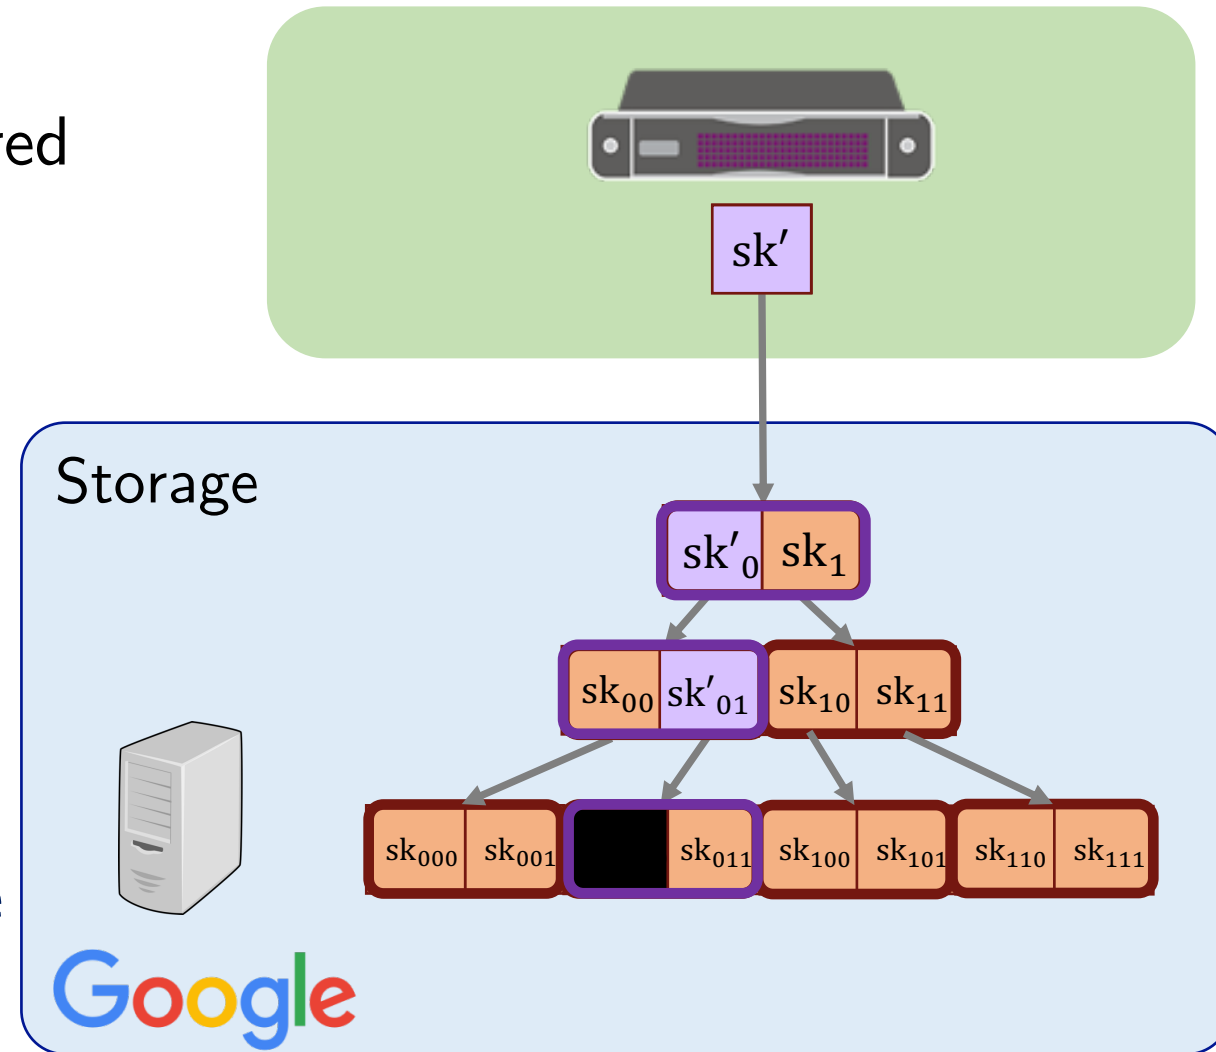 red
sk′
Storage
sk′₀ sk₁
sk₀₀ sk′₀₁ sk₁₀ sk₁₁
sk₀₀₀ sk₀₀₁ sk₀₁₁ sk₁₀₀ sk₁₀₁ sk₁₁₀ sk₁₁₁
Google